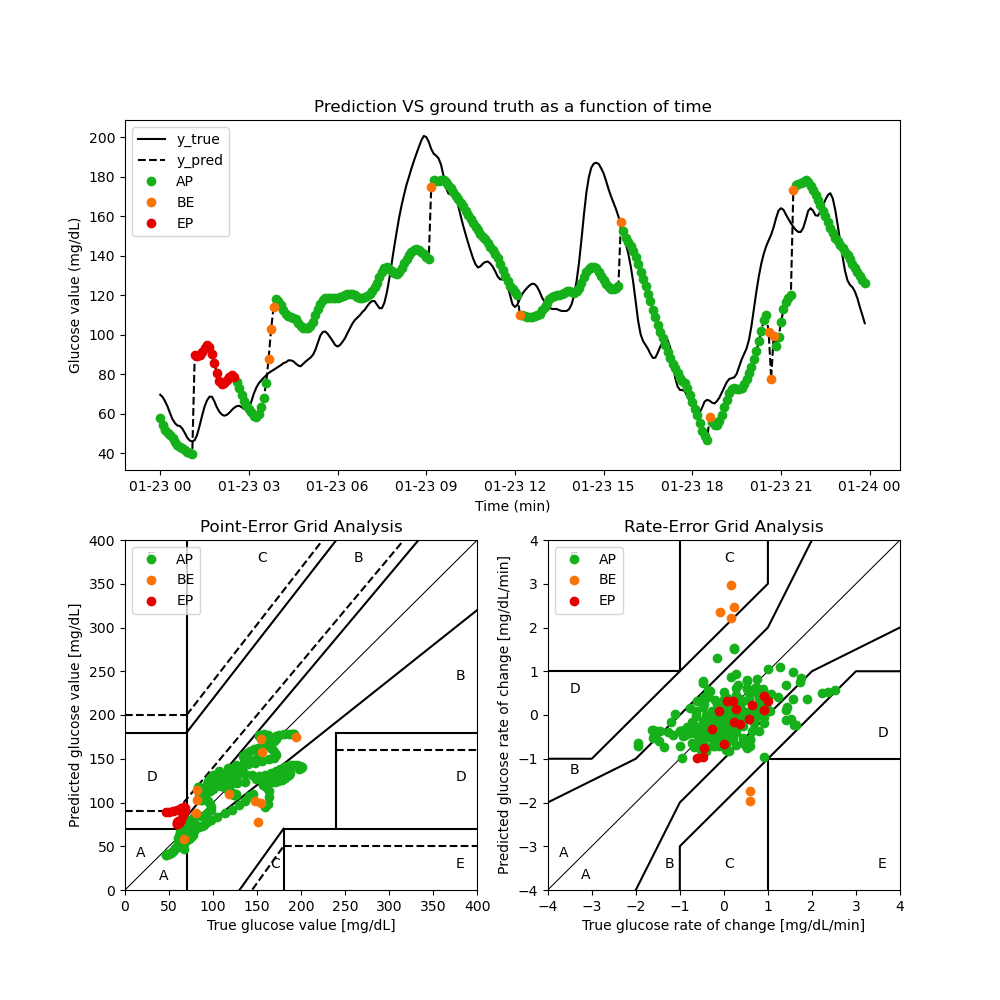 Prediction VS ground truth as a function of time
Glucose value (mg/dL)
200
180
160
140
120
100
80
60
40
y_true
y_pred
AP
BE
EP
01-23 00 01-23 03 01-23 06 01-23 09 01-23 12 01-23 15 01-23 18 01-23 21 01-24 00
Time (min)
Point-Error Grid Analysis
Predicted glucose value [mg/dL]
400
350
300
250
200
150
100
50
0
AP
BE
EP
C B
B
D D
A
A
C E
0 50 100 150 200 250 300 350 400
True glucose value [mg/dL]
Rate-Error Grid Analysis
Predicted glucose rate of change [mg/dL/min]
4
3
2
1
0
−1
−2
−3
−4
AP
BE
EP
C
D
D
B
A
A
B C E
−4 −3 −2 −1 0 1 2 3 4
True glucose rate of change [mg/dL/min]